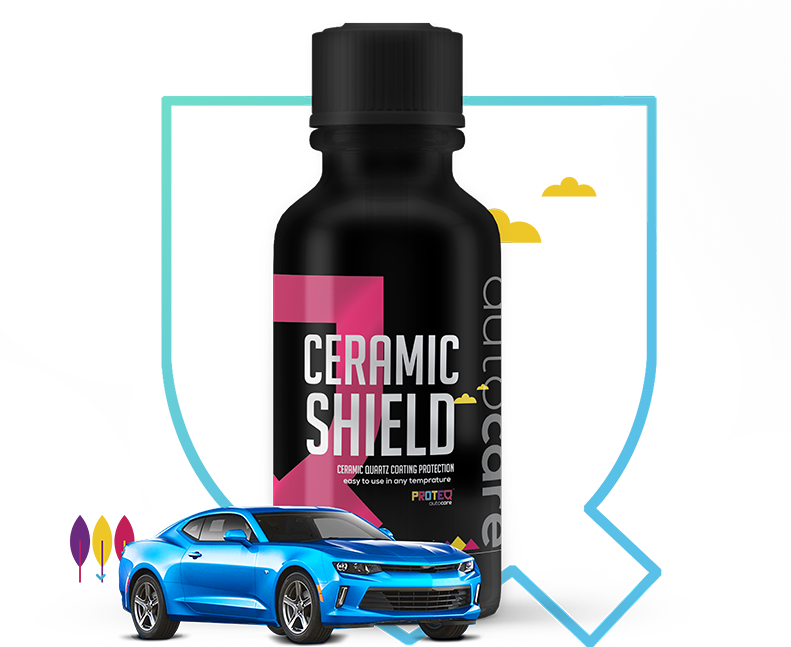 CERAMIC
SHIELD
CERAMIC QUARTZ COATING PROTECTION
easy to use in any temprature
PROTEQ
autocare
autocare